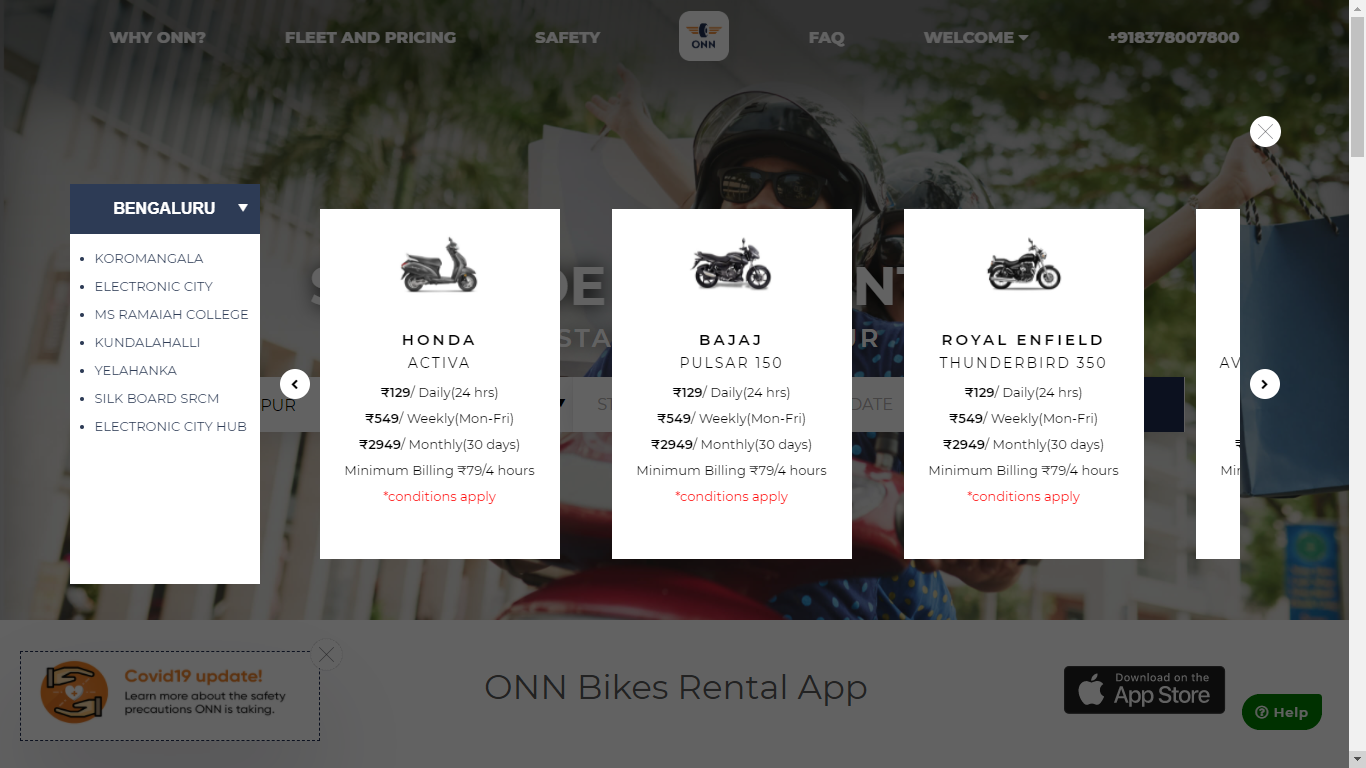 WHY ONN?
FLEET AND PRICING
SAFETY
ONN
FAQ
WELCOME
+918378007800
BENGALURU
KOROMANGALA
ELECTRONIC CITY
MS RAMAIAH COLLEGE
KUNDALAHALLI
YELAHANKA
SILK BOARD SRCM
ELECTRONIC CITY HUB
PUR
HONDA
ACTIVA
₹129/ Daily(24 hrs)
₹549/ Weekly(Mon-Fri)
₹2949/ Monthly(30 days)
Minimum Billing ₹79/4 hours
*conditions apply
BAJAJ
PULSAR 150
₹129/ Daily(24 hrs)
₹549/ Weekly(Mon-Fri)
₹2949/ Monthly(30 days)
Minimum Billing ₹79/4 hours
*conditions apply
ROYAL ENFIELD
THUNDERBIRD 350
₹129/ Daily(24 hrs)
₹549/ Weekly(Mon-Fri)
₹2949/ Monthly(30 days)
Minimum Billing ₹79/4 hours
*conditions apply
DATE
Covid19 update!
Learn more about the safety
precautions ONN is taking.
ONN Bikes Rental App
Download on the
App Store
Help